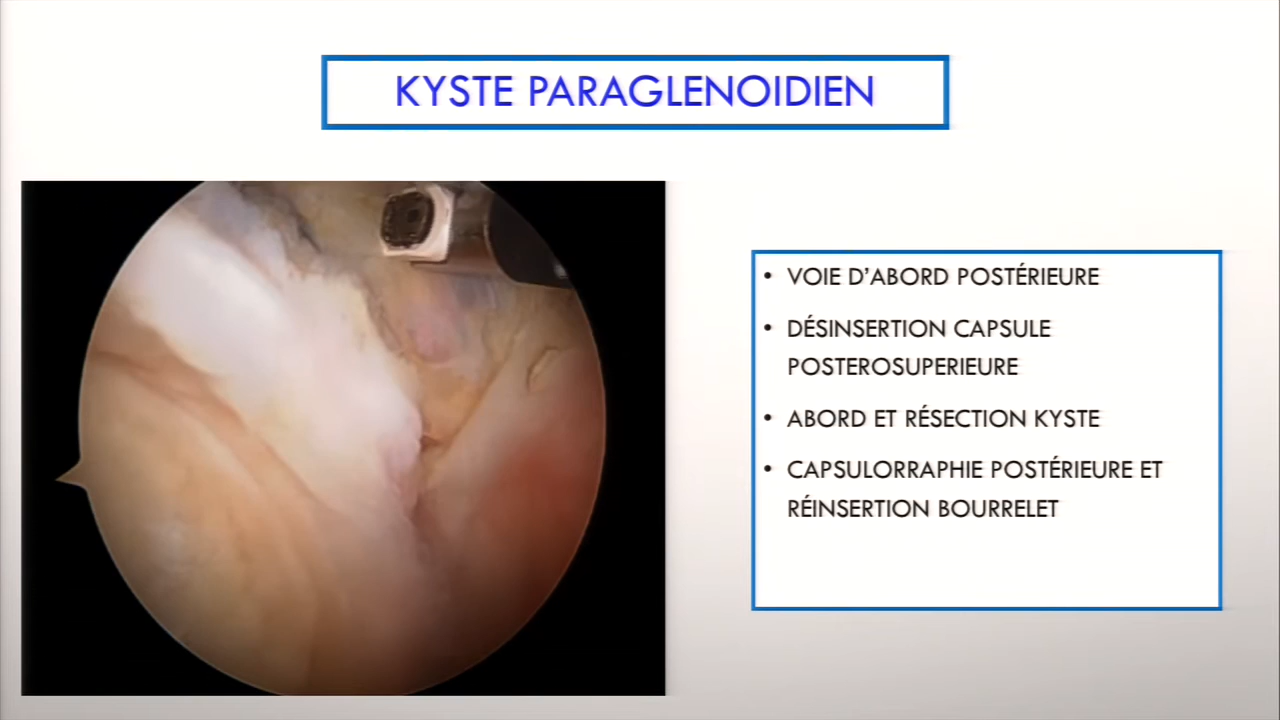 KYSTE PARAGLENOIDIEN
• VOIE D’ABORD POSTÉRIEURE
• DÉSINSERTION CAPSULE
POSTEROSUPERIEURE
• ABORD ET RÉSECTION KYSTE
• CAPSULORRAPHIE POSTÉRIEURE ET
RÉINSERTION BOURRELET